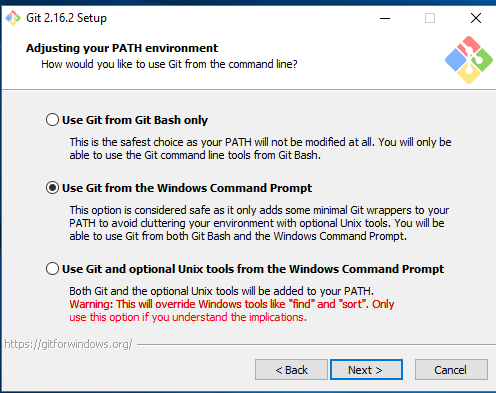 Git 2.16.2 Setup
Adjusting your PATH environment
How would you like to use Git from the command line?
Use Git from Git Bash only
This is the safest choice as your PATH will not be modified at all. You will only be
able to use the Git command line tools from Git Bash.
Use Git from the Windows Command Prompt
This option is considered safe as it only adds some minimal Git wrappers to your
PATH to avoid cluttering your environment with optional Unix tools. You will be
able to use Git from both Git Bash and the Windows Command Prompt.
Use Git and optional Unix tools from the Windows Command Prompt
Both Git and the optional Unix tools will be added to your PATH.
Warning: This will override Windows tools like "find" and "sort". Only
use this option if you understand the implications.
https://gitforwindows.org/
< Back
Next >
Cancel